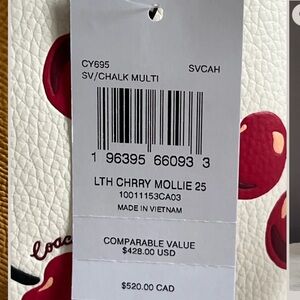 CY695 SVCAH
SV/CHALK MULTI
1 96395 66093 3
LTH CHRRY MOLLIE 25
10011153CA03
MADE IN VIETNAM
COMPARABLE VALUE
$428.00 USD
$520.00 CAD
Coac